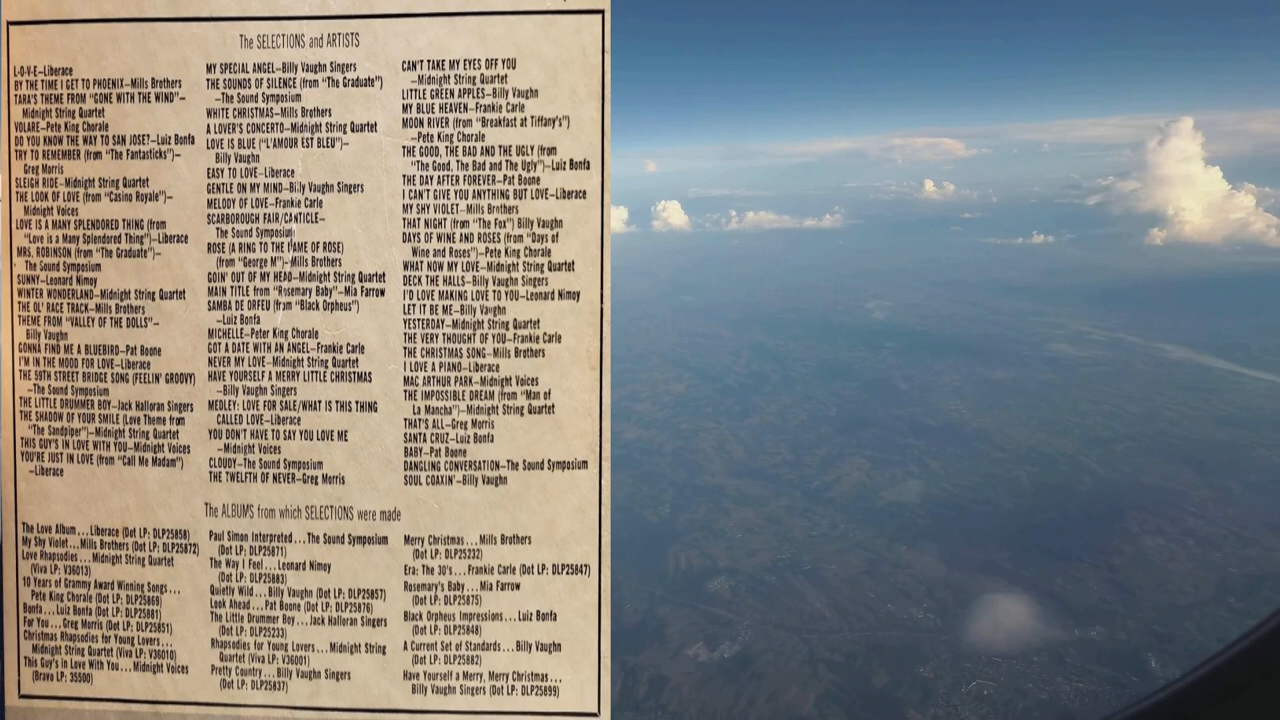 The SELECTIONS and ARTISTS
L-O-V-E—Liberace
BY THE TIME I GET TO PHOENIX—Mills Brothers
TARA'S THEME FROM "GONE WITH THE WIND"—
Midnight String Quartet
VOLARE—Pete King Chorale
DO YOU KNOW THE WAY TO SAN JOSE?—Luiz Bonfa
TRY TO REMEMBER (from "The Fantasticks")—
Greg Morris
SLEIGH RIDE—Midnight String Quartet
THE LOOK OF LOVE (from "Casino Royale")—
Midnight Voices
LOVE IS A MANY SPLENDORED THING (from
"Love is a Many Splendored Thing")—Liberace
MRS. ROBINSON (from "The Graduate")—
The Sound Symposium
SUNNY—Leonard Nimoy
WINTER WONDERLAND—Midnight String Quartet
THE OL' RACE TRACK—Mills Brothers
THEME FROM "VALLEY OF THE DOLLS"—
Billy Vaughn
GONNA FIND ME A BLUEBIRD—Pat Boone
I'M IN THE MOOD FOR LOVE—Liberace
THE 59TH STREET BRIDGE SONG (FEELIN' GROOVY)
—The Sound Symposium
THE LITTLE DRUMMER BOY—Jack Halloran Singers
THE SHADOW OF YOUR SMILE (Love Theme from
"The Sandpiper")—Midnight String Quartet
THIS GUY'S IN LOVE WITH YOU—Midnight Voices
YOU'RE JUST IN LOVE (from "Call Me Madam")
—Liberace
MY SPECIAL ANGEL—Billy Vaughn Singers
THE SOUNDS OF SILENCE (from "The Graduate")
—The Sound Symposium
WHITE CHRISTMAS—Mills Brothers
A LOVER'S CONCERTO—Midnight String Quartet
LOVE IS BLUE ("L'AMOUR EST BLEU")—
Billy Vaughn
EASY TO LOVE—Liberace
GENTLE ON MY MIND—Billy Vaughn Singers
MELODY OF LOVE—Frankie Carle
SCARBOROUGH FAIR/CANTICLE—
The Sound Symposium
ROSE (A RING TO THE NAME OF ROSE)
(from "George M")—Mills Brothers
GOIN' OUT OF MY HEAD—Midnight String Quartet
MAIN TITLE from "Rosemary Baby"—Mia Farrow
SAMBA DE ORFEU (from "Black Orpheus")
—Luiz Bonfa
MICHELLE—Peter King Chorale
GOT A DATE WITH AN ANGEL—Frankie Carle
NEVER MY LOVE—Midnight String Quartet
HAVE YOURSELF A MERRY LITTLE CHRISTMAS
—Billy Vaughn Singers
MEDLEY: LOVE FOR SALE/WHAT IS THIS THING
CALLED LOVE—Liberace
YOU DON'T HAVE TO SAY YOU LOVE ME
—Midnight Voices
CLOUDY—The Sound Symposium
THE TWELFTH OF NEVER—Greg Morris
CAN'T TAKE MY EYES OFF YOU
—Midnight String Quartet
LITTLE GREEN APPLES—Billy Vaughn
MY BLUE HEAVEN—Frankie Carle
MOON RIVER (from "Breakfast at Tiffany's")
—Pete King Chorale
THE GOOD, THE BAD AND THE UGLY (from
"The Good, The Bad and The Ugly")—Luiz Bonfa
THE DAY AFTER FOREVER—Pat Boone
I CAN'T GIVE YOU ANYTHING BUT LOVE—Liberace
MY SHY VIOLET—Mills Brothers
THAT NIGHT (from "The Fox") Billy Vaughn
DAYS OF WINE AND ROSES (from "Days of
Wine and Roses")—Pete King Chorale
WHAT NOW MY LOVE—Midnight String Quartet
DECK THE HALLS—Billy Vaughn Singers
I'D LOVE MAKING LOVE TO YOU—Leonard Nimoy
LET IT BE ME—Billy Vaughn
YESTERDAY—Midnight String Quartet
THE VERY THOUGHT OF YOU—Frankie Carle
THE CHRISTMAS SONG—Mills Brothers
I LOVE A PIANO—Liberace
MAC ARTHUR PARK—Midnight Voices
THE IMPOSSIBLE DREAM (from "Man of
La Mancha")—Midnight String Quartet
THAT'S ALL—Greg Morris
SANTA CRUZ—Luiz Bonfa
BABY—Pat Boone
DANGLING CONVERSATION—The Sound Symposium
SOUL COAXIN'—Billy Vaughn
The ALBUMS from which SELECTIONS were made
The Love Album...Liberace (Dot LP: DLP25858)
My Shy Violet...Mills Brothers (Dot LP: DLP25872)
Love Rhapsodies...Midnight String Quartet
(Viva LP: V36013)
10 Years of Grammy Award Winning Songs...
Pete King Chorale (Dot LP: DLP25869)
Bonfa...Luiz Bonfa (Dot LP: DLP25881)
For You...Greg Morris (Dot LP: DLP25851)
Christmas Rhapsodies for Young Lovers...
Midnight String Quartet (Viva LP: V36010)
This Guy's in Love With You...Midnight Voices
(Bravo LP: 35500)
Paul Simon Interpreted...The Sound Symposium
(Dot LP: DLP25871)
The Way I Feel...Leonard Nimoy
(Dot LP: DLP25883)
Quietly Wild...Billy Vaughn (Dot LP: DLP25857)
Look Ahead...Pat Boone (Dot LP: DLP25876)
The Little Drummer Boy...Jack Halloran Singers
(Dot LP: DLP25233)
Rhapsodies for Young Lovers...Midnight String
Quartet (Viva LP: V36001)
Pretty Country...Billy Vaughn Singers
(Dot LP: DLP25837)
Merry Christmas...Mills Brothers
(Dot LP: DLP25232)
Era: The 30's...Frankie Carle (Dot LP: DLP25847)
Rosemary's Baby...Mia Farrow
(Dot LP: DLP25875)
Black Orpheus Impressions...Luiz Bonfa
(Dot LP: DLP25848)
A Current Set of Standards...Billy Vaughn
(Dot LP: DLP25882)
Have Yourself a Merry, Merry Christmas...
Billy Vaughn Singers (Dot LP: DLP25899)